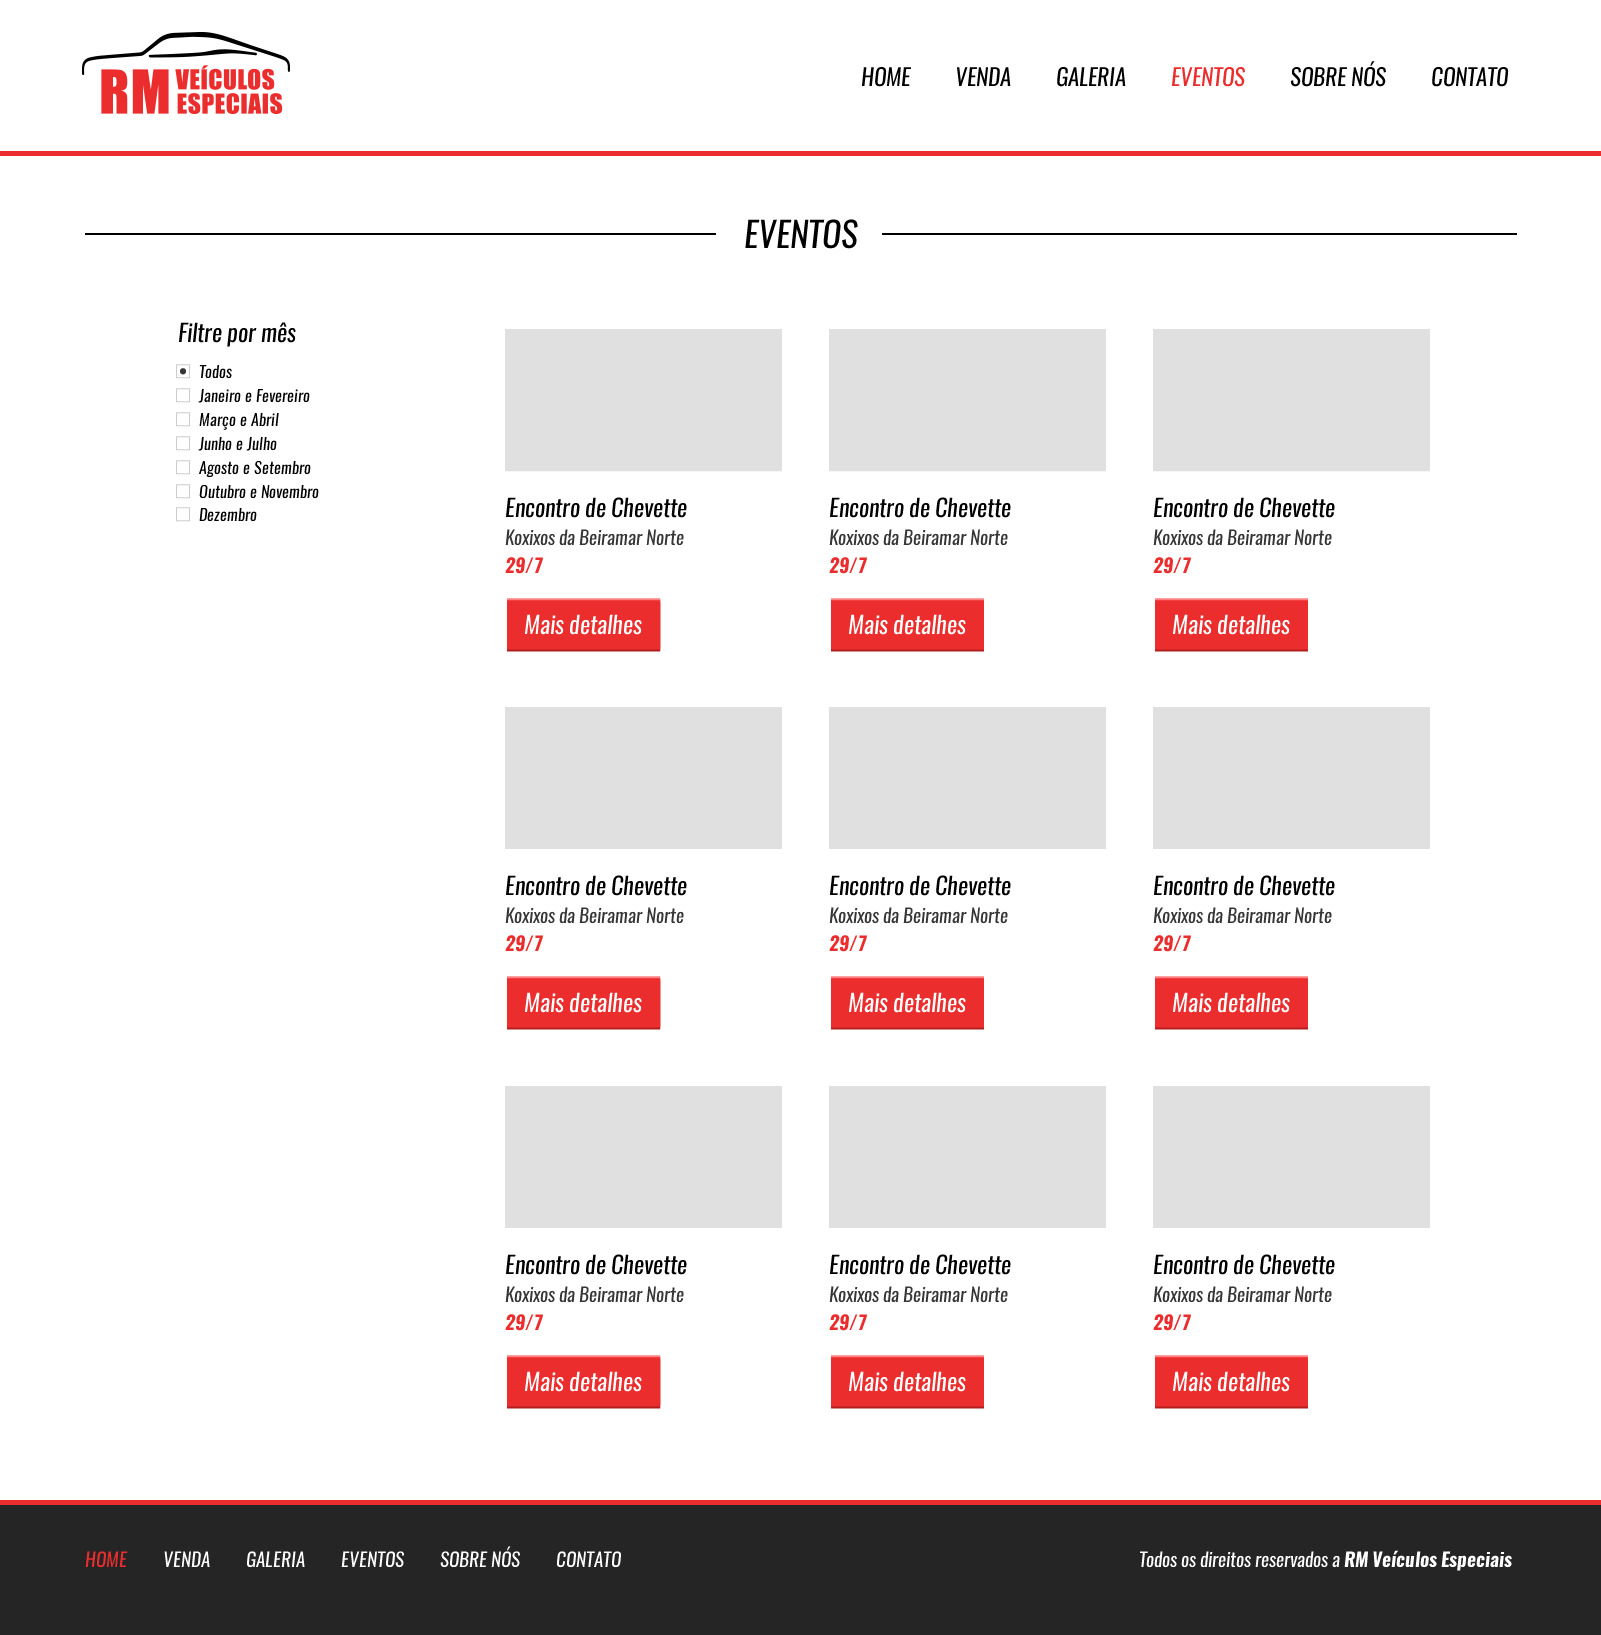 RM VEÍCULOS
ESPECIAIS
HOME VENDA GALERIA EVENTOS SOBRE NÓS CONTATO
EVENTOS
Filtre por mês
Todos
Janeiro e Fevereiro
Março e Abril
Junho e Julho
Agosto e Setembro
Outubro e Novembro
Dezembro
Encontro de Chevette
Koxixos da Beiramar Norte
29/7
Mais detalhes
Encontro de Chevette
Koxixos da Beiramar Norte
29/7
Mais detalhes
Encontro de Chevette
Koxixos da Beiramar Norte
29/7
Mais detalhes
Encontro de Chevette
Koxixos da Beiramar Norte
29/7
Mais detalhes
Encontro de Chevette
Koxixos da Beiramar Norte
29/7
Mais detalhes
Encontro de Chevette
Koxixos da Beiramar Norte
29/7
Mais detalhes
Encontro de Chevette
Koxixos da Beiramar Norte
29/7
Mais detalhes
Encontro de Chevette
Koxixos da Beiramar Norte
29/7
Mais detalhes
Encontro de Chevette
Koxixos da Beiramar Norte
29/7
Mais detalhes
HOME VENDA GALERIA EVENTOS SOBRE NÓS CONTATO
Todos os direitos reservados a RM Veículos Especiais